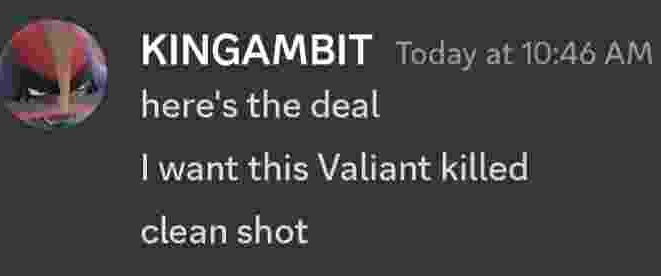 KINGAMBIT Today at 10:46 AM
here's the deal
I want this Valiant killed
clean shot